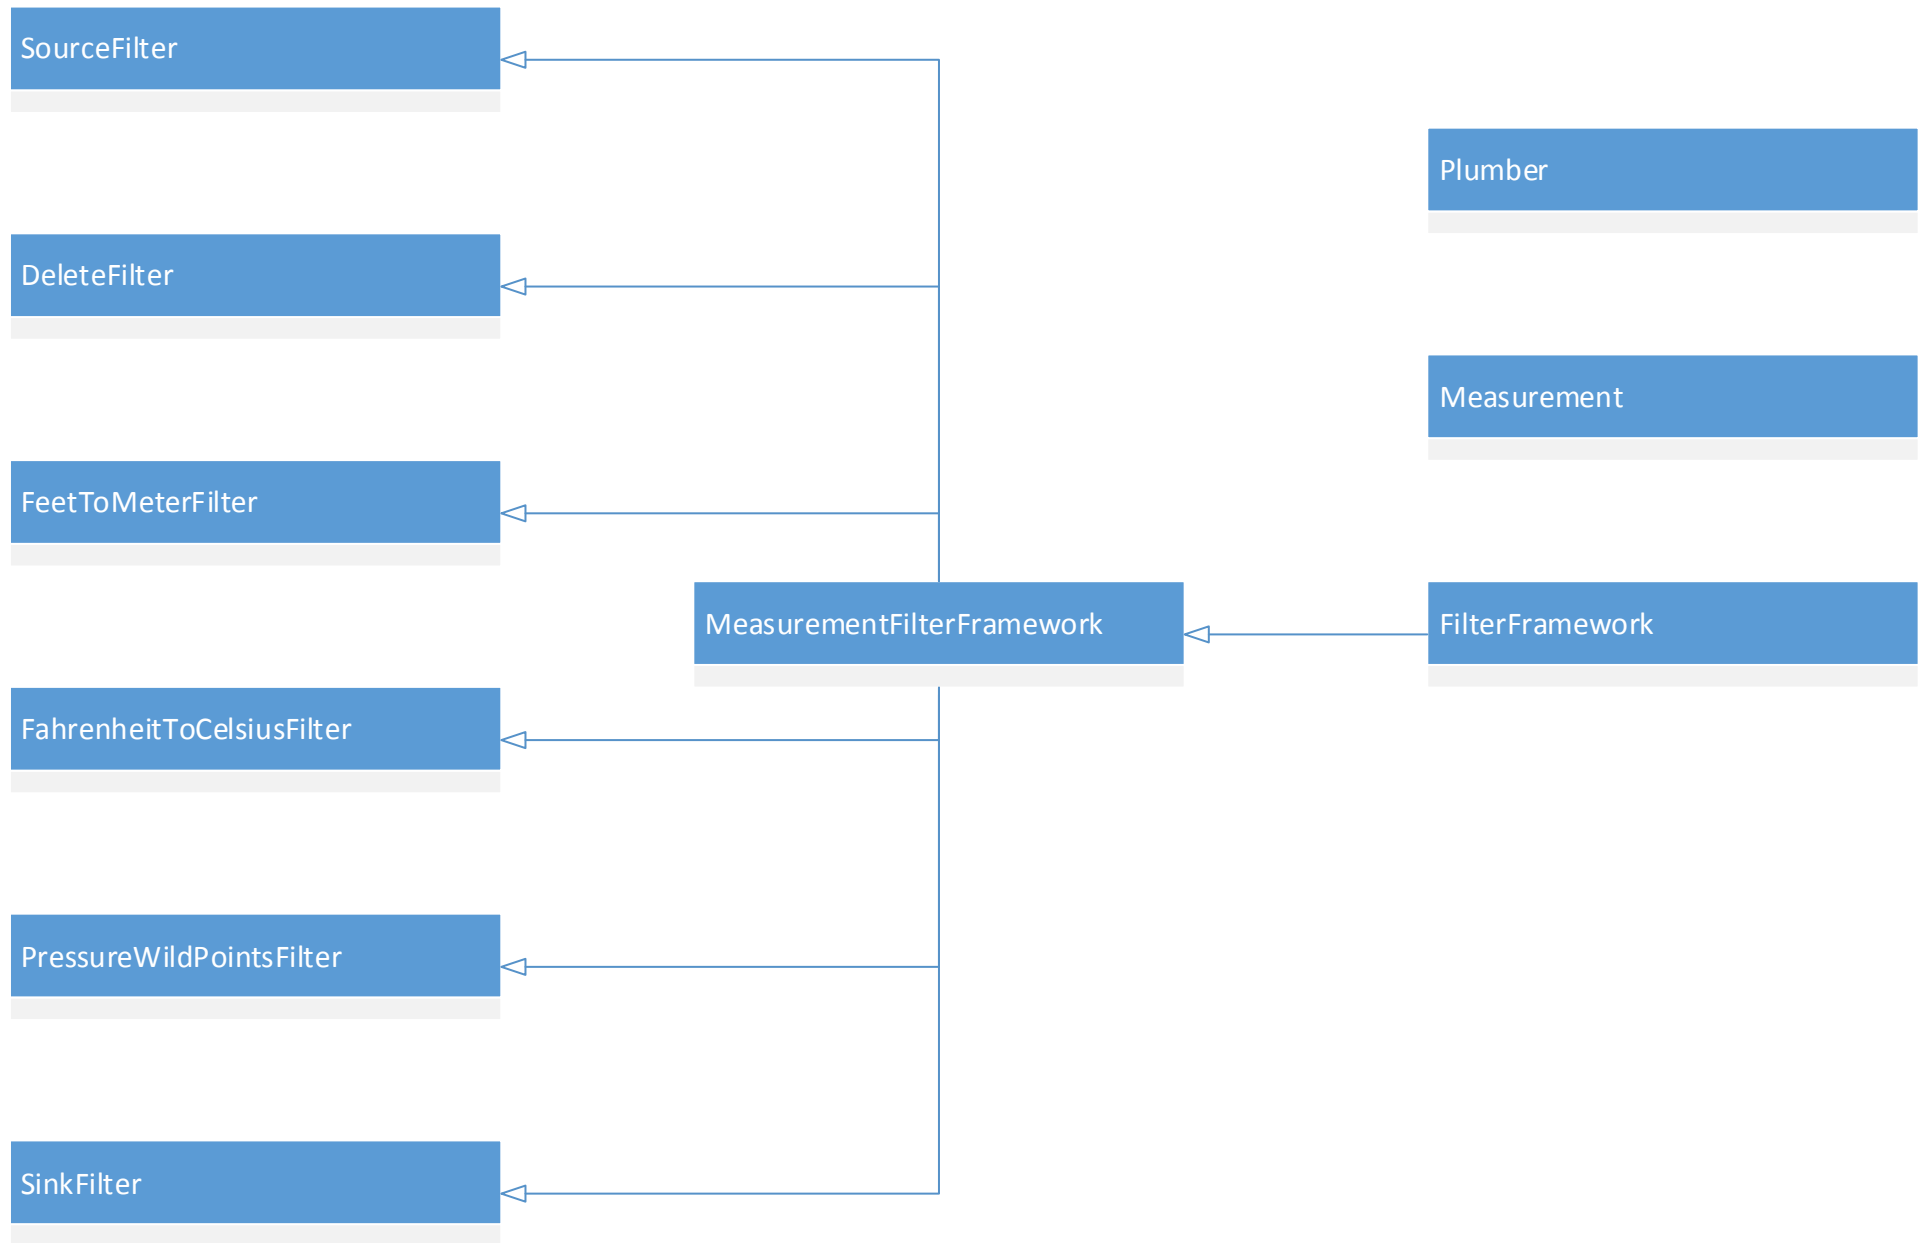 SourceFilter
Plumber
DeleteFilter
Measurement
FeetToMeterFilter
MeasurementFilterFramework
FilterFramework
FahrenheitToCelsiusFilter
PressureWildPointsFilter
SinkFilter